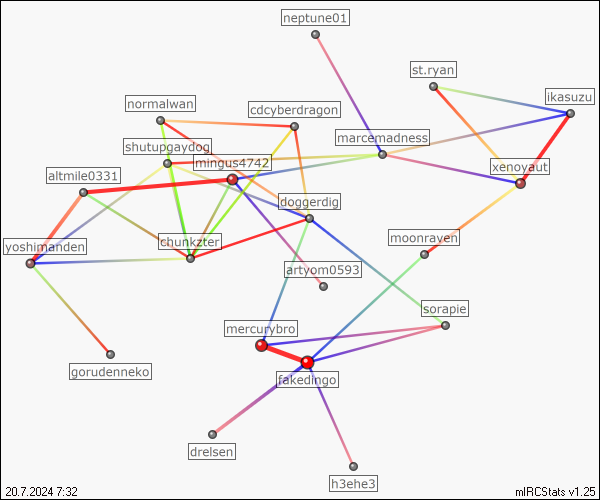 neptune01
st.ryan
ikasuzu
normalwan
cdcyberdragon
marcemadness
shutupgaydog
mingus4742
xenoyaut
altmile0331
doggerdig
moonraven
yoshimanden
chunkzter
artyom0593
sorapie
mercurybro
gorudenneko
fakedingo
drelsen
h3ehe3
20.7.2024 7:32
mIRCStats v1.25